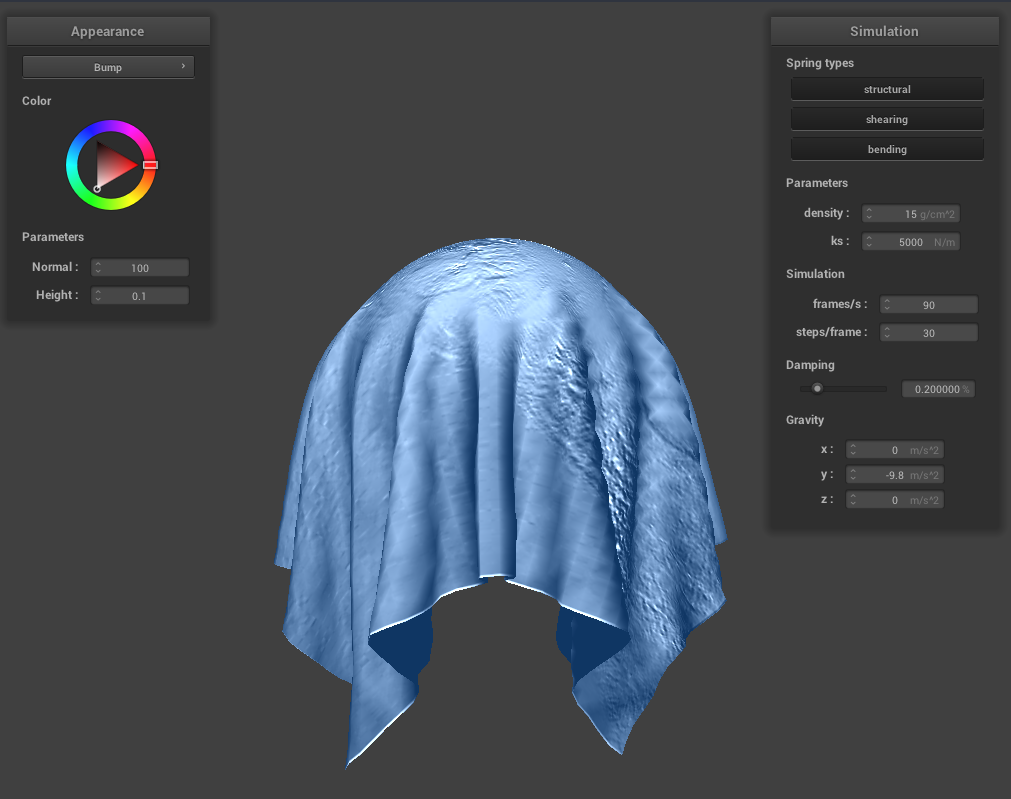 Appearance
Bump
Color
Parameters
Normal : 100
Height : 0.1
Simulation
Spring types
structural
shearing
bending
Parameters
density : 15 g/cm^2
ks : 5000 N/m
Simulation
frames/s : 90
steps/frame : 30
Damping
0.200000 %
Gravity
x : 0 m/s^2
y : -9.8 m/s^2
z : 0 m/s^2